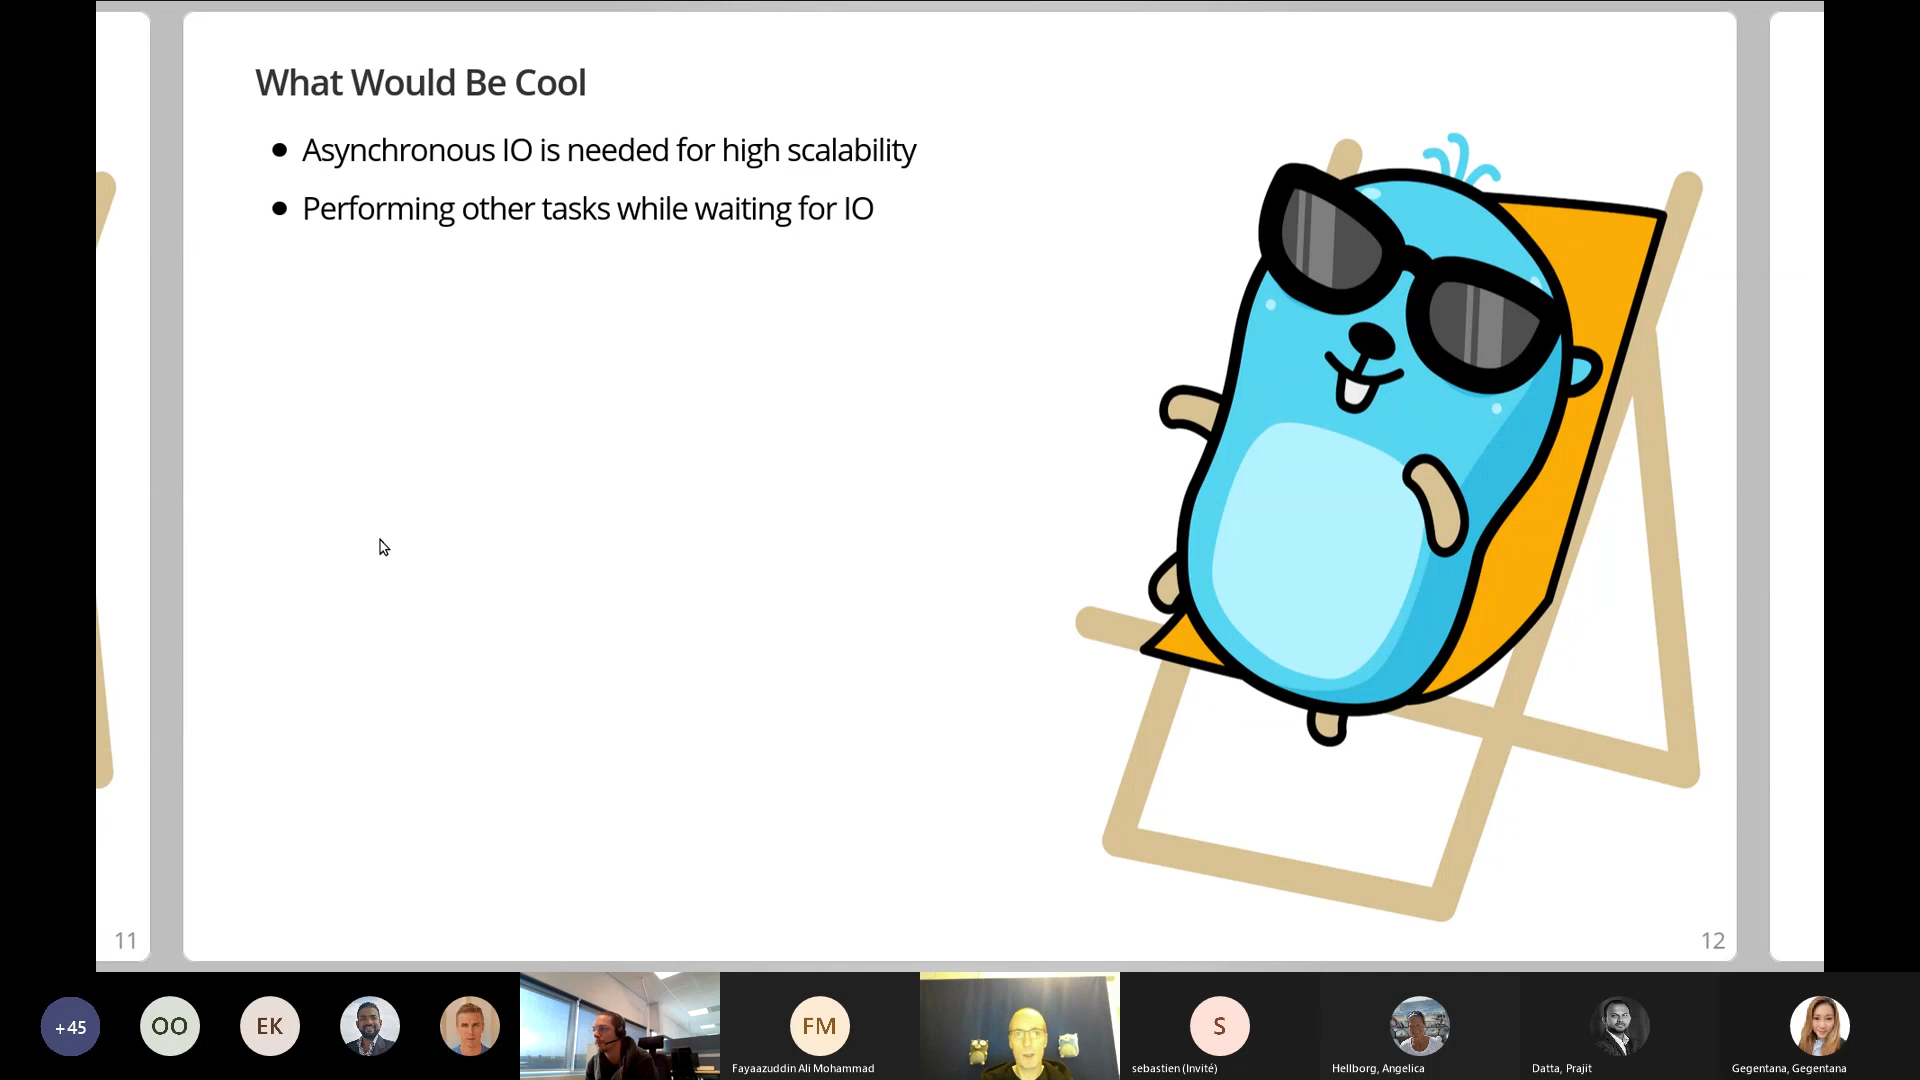 What Would Be Cool
Asynchronous IO is needed for high scalability
Performing other tasks while waiting for IO
11
12
+45
OO
EK
FM
Fayaazuddin Ali Mohammad
S
sebastien (Invité)
Hellborg, Angelica
Datta, Prajit
Gegentana, Gegentana